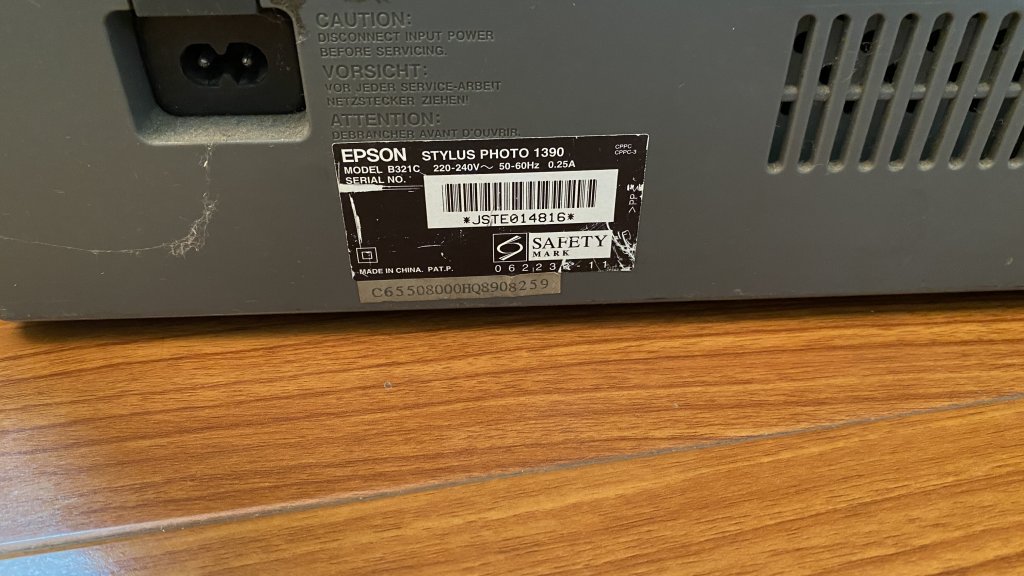 CAUTION:
DISCONNECT INPUT POWER
BEFORE SERVICING.
VORSICHT:
VOR JEDER SERVICE-ARBEIT
NETZSTECKER ZIEHEN!
ATTENTION:
DEBRANCHER AVANT D'OUVRIR.
EPSON STYLUS PHOTO 1390
CPPC
CPPC-3
MODEL B321C 220-240V～ 50-60Hz 0.25A
SERIAL NO.
*JSTE014816*
SAFETY
MARK
MADE IN CHINA. PAT.P.
C65508000HQ8908259